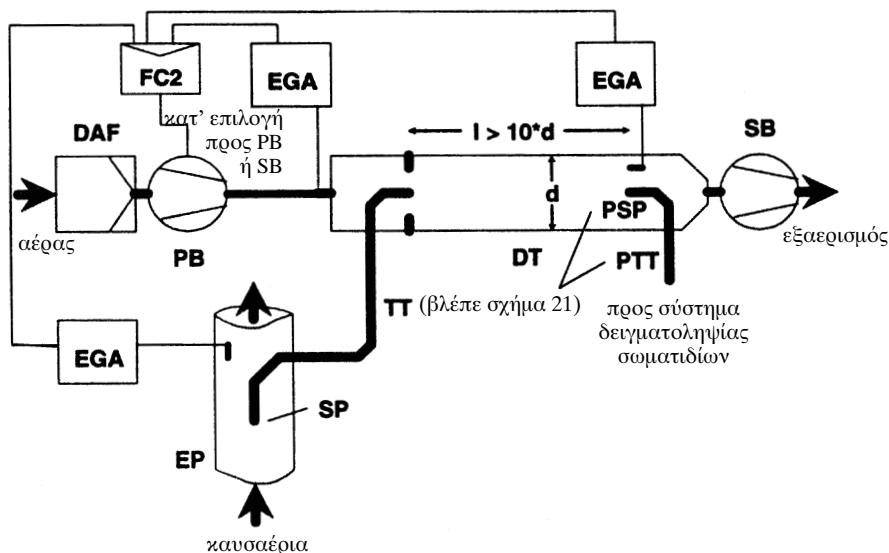 FC2
EGA
EGA
DAF
κατ’ επιλογή
προς PB
ή SB
l > 10*d
SB
αέρας
PB
d
PSP
DT
PTT
εξαερισμός
TT (βλέπε σχήμα 21)
προς σύστημα
δειγματοληψίας
σωματιδίων
EGA
SP
EP
καυσαέρια